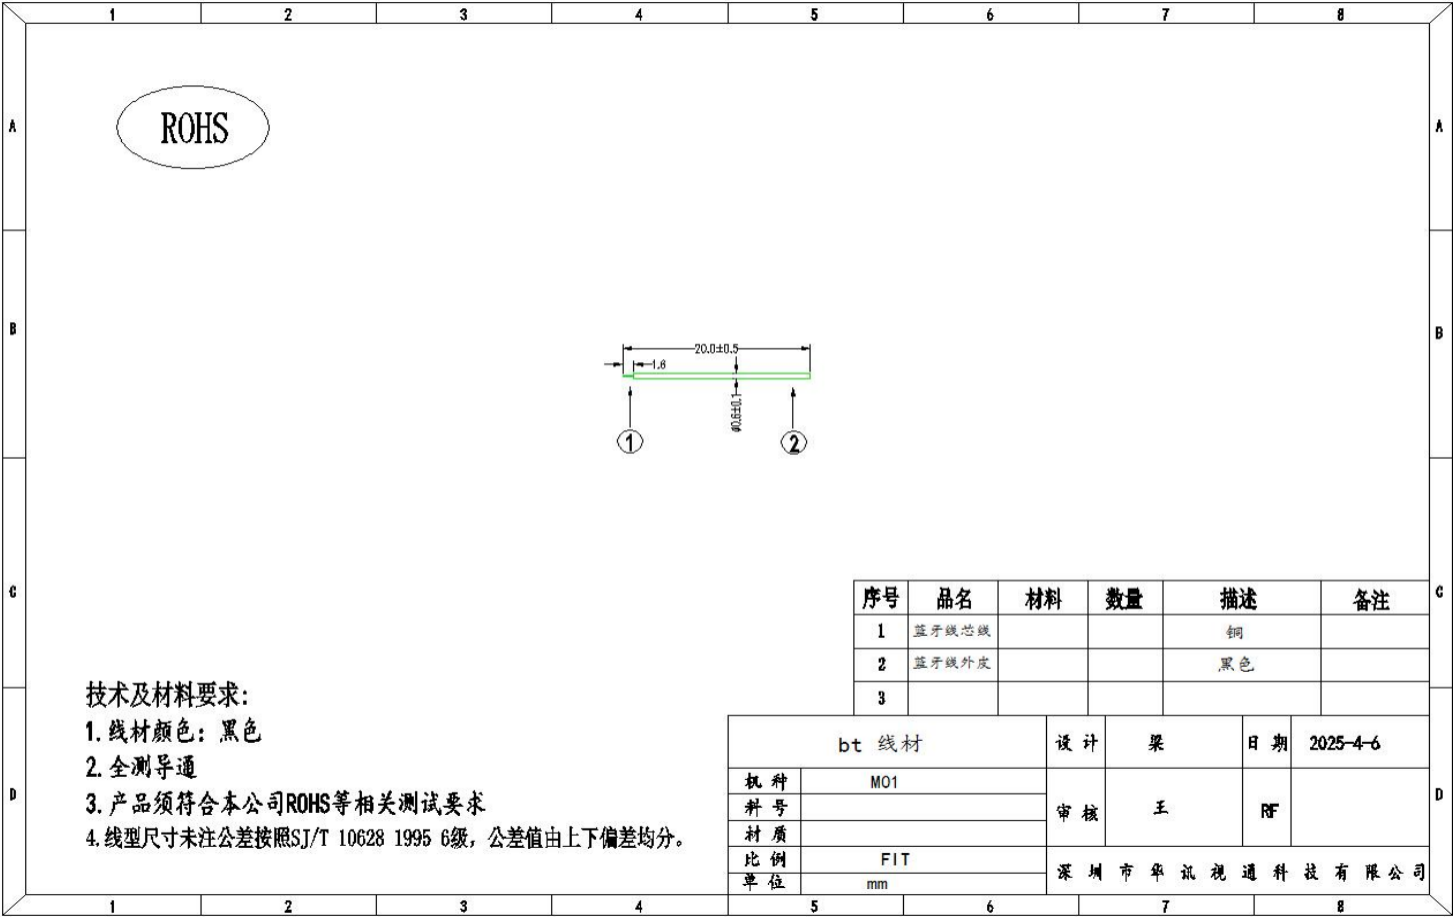 1 2 3 4 5 6 7 8
A A
ROHS
B B
20.0±0.5
1.6
φ0.6±0.1
1 2
C C
序号 品名 材料 数量 描述 备注
1 蓝牙线芯线 铜
2 蓝牙线外皮 黑色
3
技术及材料要求:
1.线材颜色: 黑色
2.全测导通
3.产品须符合本公司ROHS等相关测试要求
4.线型尺寸未注公差按照SJ/T 10628 1995 6级, 公差值由上下偏差均分。
D D
bt 线材 设计 梁 日期 2025-4-6
机种 M01
料号
审核 王 RF
材质
比例 FIT
单位 mm
深圳市华讯视通科技有限公司
1 2 3 4 5 6 7 8